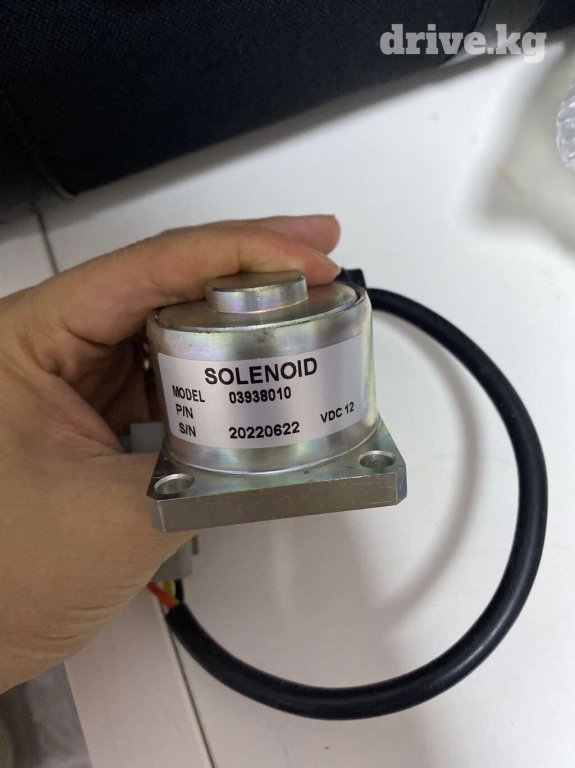 drive.kg
SOLENOID
MODEL 03938010
P/N
S/N 20220622 VDC 12